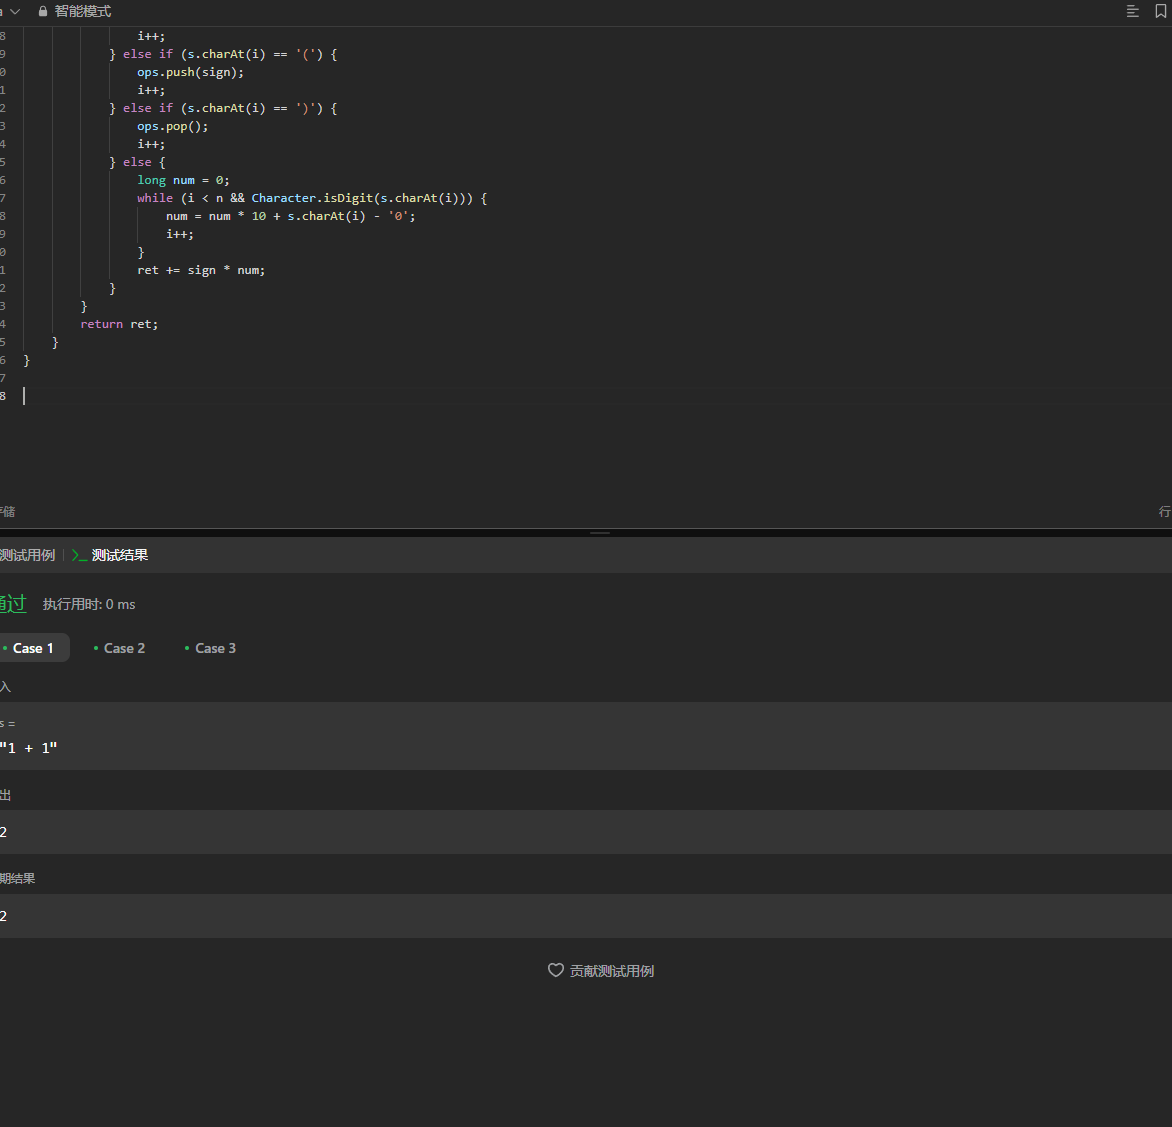 智能模式
8 i++;
9 } else if (s.charAt(i) == '(') {
0 ops.push(sign);
1 i++;
2 } else if (s.charAt(i) == ')') {
3 ops.pop();
4 i++;
5 } else {
6 long num = 0;
7 while (i < n && Character.isDigit(s.charAt(i))) {
8 num = num * 10 + s.charAt(i) - '0';
9 i++;
0 }
1 ret += sign * num;
2 }
3 }
4 return ret;
5 }
6 }
7
8
存储 行
测试用例 测试结果
通过 执行用时: 0 ms
Case 1 Case 2 Case 3
入
s =
"1 + 1"
出
2
期结果
2
贡献测试用例